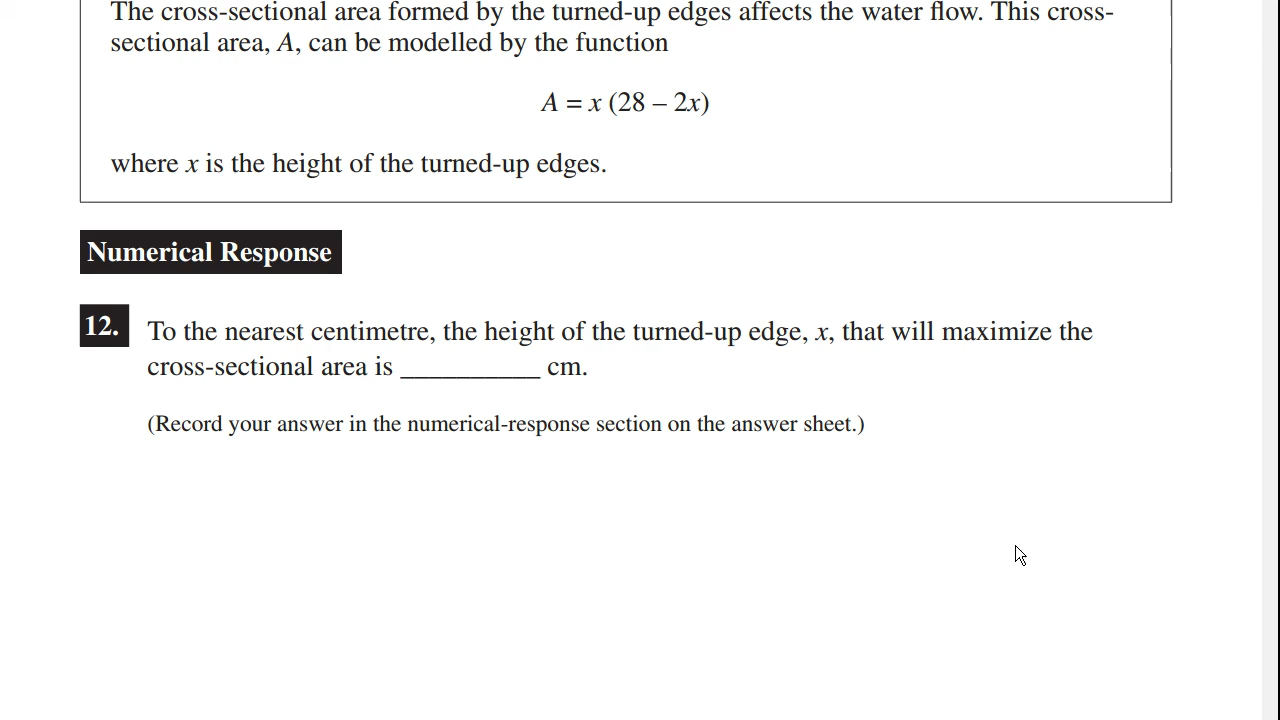 The cross-sectional area formed by the turned-up edges affects the water flow. This cross-
sectional area, A, can be modelled by the function
A = x (28 – 2x)
where x is the height of the turned-up edges.
Numerical Response
12. To the nearest centimetre, the height of the turned-up edge, x, that will maximize the
cross-sectional area is __________ cm.
(Record your answer in the numerical-response section on the answer sheet.)